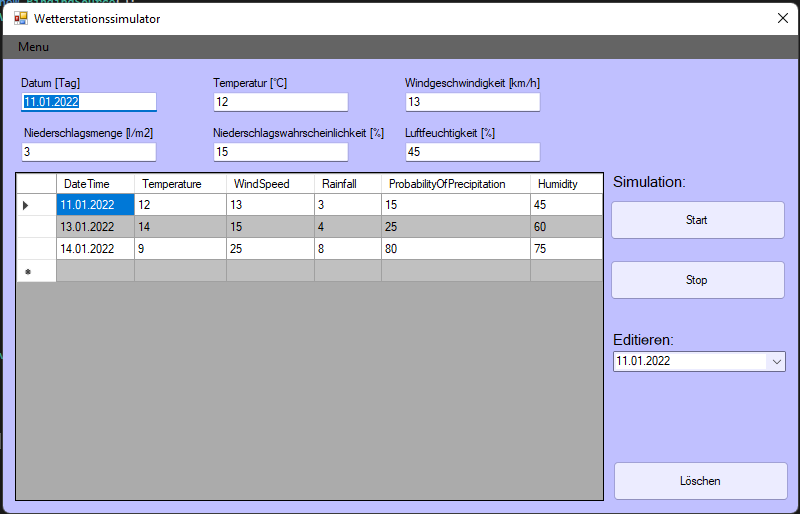 Wetterstationssimulator
Menu
Datum [Tag] Temperatur [°C] Windgeschwindigkeit [km/h]
11.01.2022 12 13
Niederschlagsmenge [l/m2] Niederschlagswahrscheinlichkeit [%] Luftfeuchtigkeit [%]
3 15 45
DateTime Temperature WindSpeed Rainfall ProbabilityOfPrecipitation Humidity
11.01.2022 12 13 3 15 45
13.01.2022 14 15 4 25 60
14.01.2022 9 25 8 80 75
Simulation:
Start
Stop
Editieren:
11.01.2022
Löschen